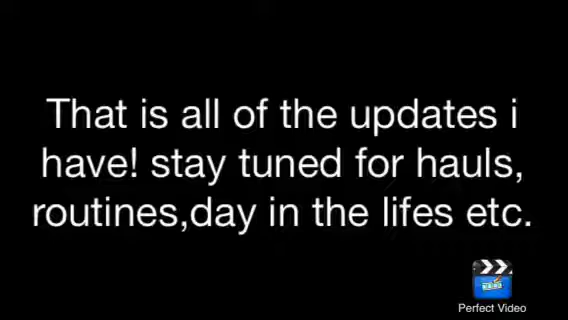 That is all of the updates i
have! stay tuned for hauls,
routines,day in the lifes etc.
Perfect Video